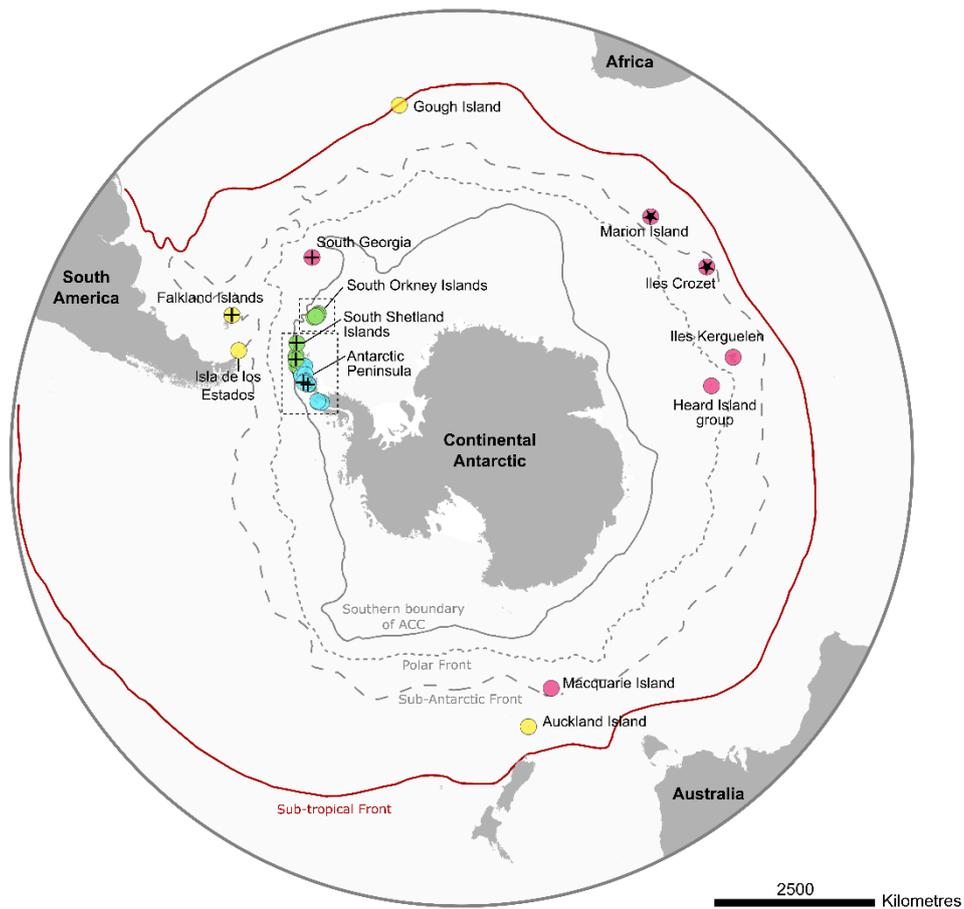 Africa
Gough Island
Marion Island
South Georgia
Iles Crozet
South
America
South Orkney Islands
Falkland Islands
South Shetland
Islands
Iles Kerguelen
Antarctic
Peninsula
Isla de los
Estados
Heard Island
group
Continental
Antarctic
Southern boundary
of ACC
Polar Front
Macquarie Island
Sub-Antarctic Front
Auckland Island
Australia
Sub-tropical Front
2500
Kilometres